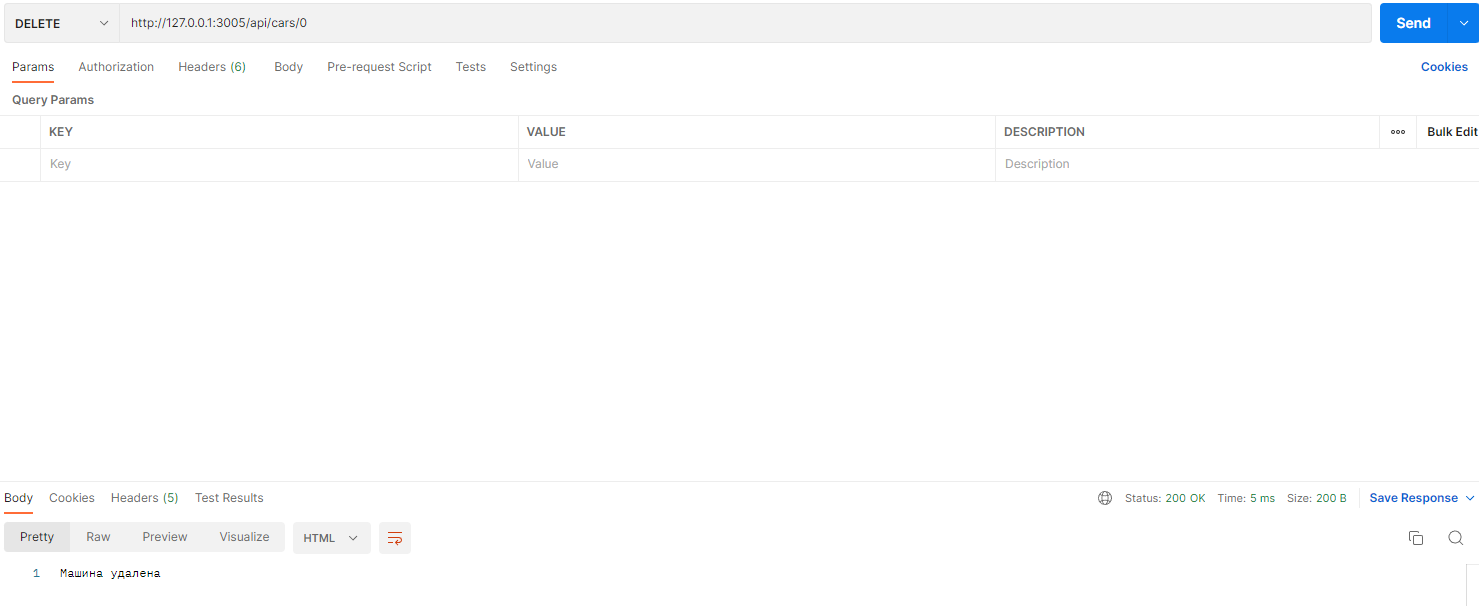 DELETE http://127.0.0.1:3005/api/cars/0 Send
Params Authorization Headers (6) Body Pre-request Script Tests Settings Cookies
Query Params
KEY VALUE DESCRIPTION ooo Bulk Edit
Key Value Description
Body Cookies Headers (5) Test Results Status: 200 OK Time: 5 ms Size: 200 B Save Response
Pretty Raw Preview Visualize HTML
1 Машина удалена